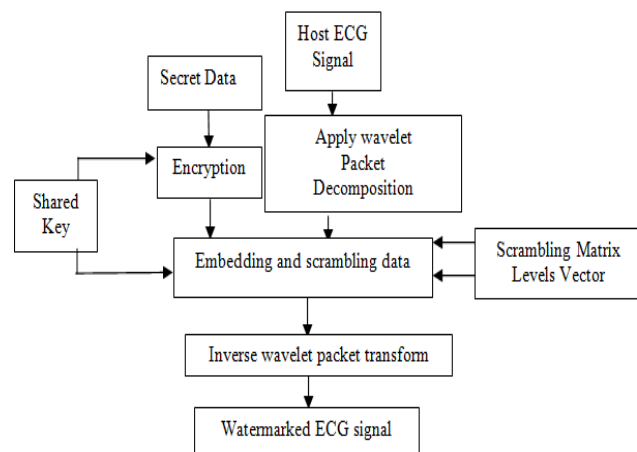 Host ECG
Signal
Secret Data
Apply wavelet
Packet
Decomposition
Encryption
Shared
Key
Embedding and scrambling data
Scrambling Matrix
Levels Vector
Inverse wavelet packet transform
Watermarked ECG signal